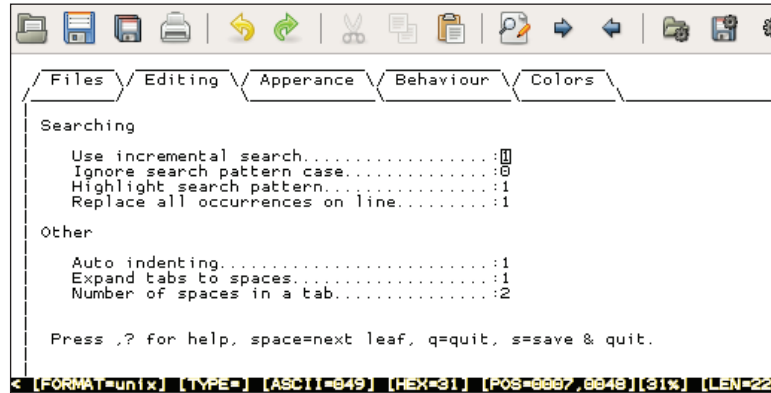 Files Editing Apperance Behaviour Colors
Searching
Use incremental search..................:1
Ignore search pattern case..............:0
Highlight search pattern................:1
Replace all occurrences on line.........:1
Other
Auto indenting..........................:1
Expand tabs to spaces...................:1
Number of spaces in a tab...............:2
Press ,? for help, space=next leaf, q=quit, s=save & quit.
< [FORMAT=unix] [TYPE=] [ASCII=049] [HEX=31] [POS=0007,0048][31%] [LEN=22